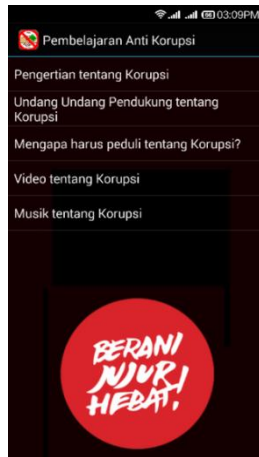 03:09PM
Pembelajaran Anti Korupsi
Pengertian tentang Korupsi
Undang Undang Pendukung tentang
Korupsi
Mengapa harus peduli tentang Korupsi?
Video tentang Korupsi
Musik tentang Korupsi
BERANI
JUJUR
HEBAT!